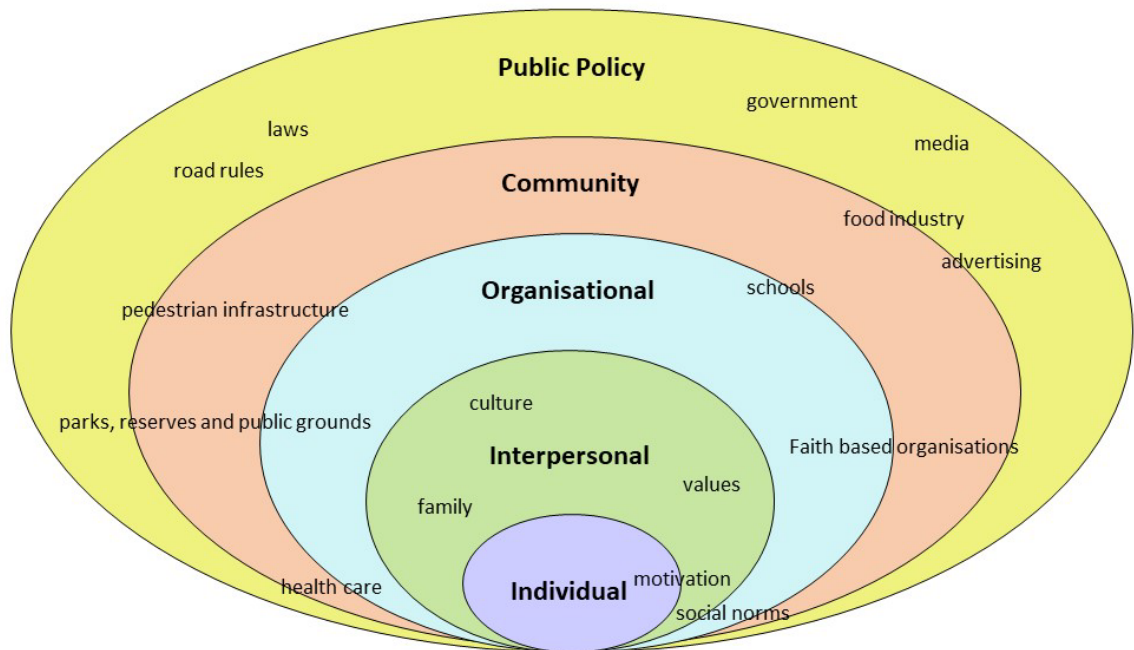 Public Policy
government
laws
media
road rules
Community
food industry
advertising
Organisational
schools
pedestrian infrastructure
culture
parks, reserves and public grounds
Faith based organisations
Interpersonal
values
family
motivation
health care
Individual
social norms